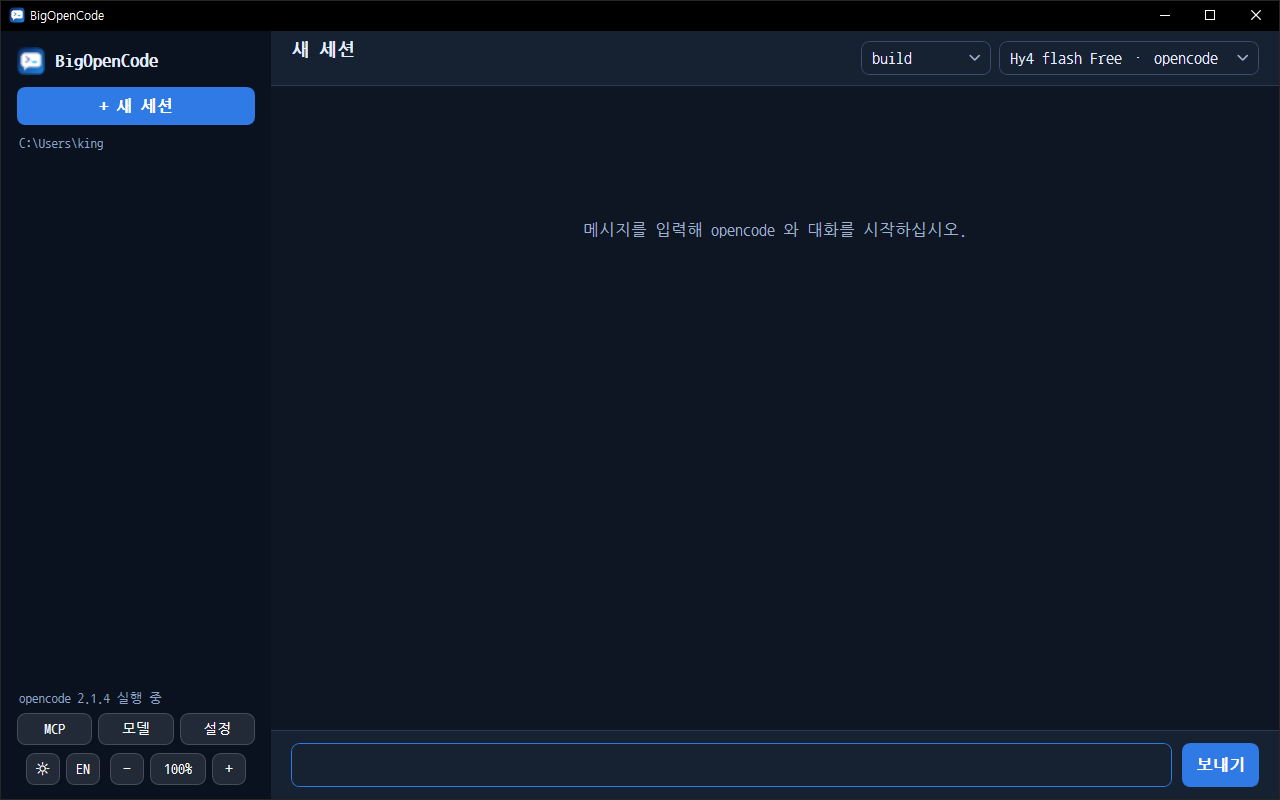 BigOpenCode
BigOpenCode
+ 새 세션
C:\Users\king
새 세션
build
Hy4 flash Free · opencode
메시지를 입력해 opencode 와 대화를 시작하십시오.
opencode 2.1.4 실행 중
MCP 모델 설정
EN − 100% +
보내기